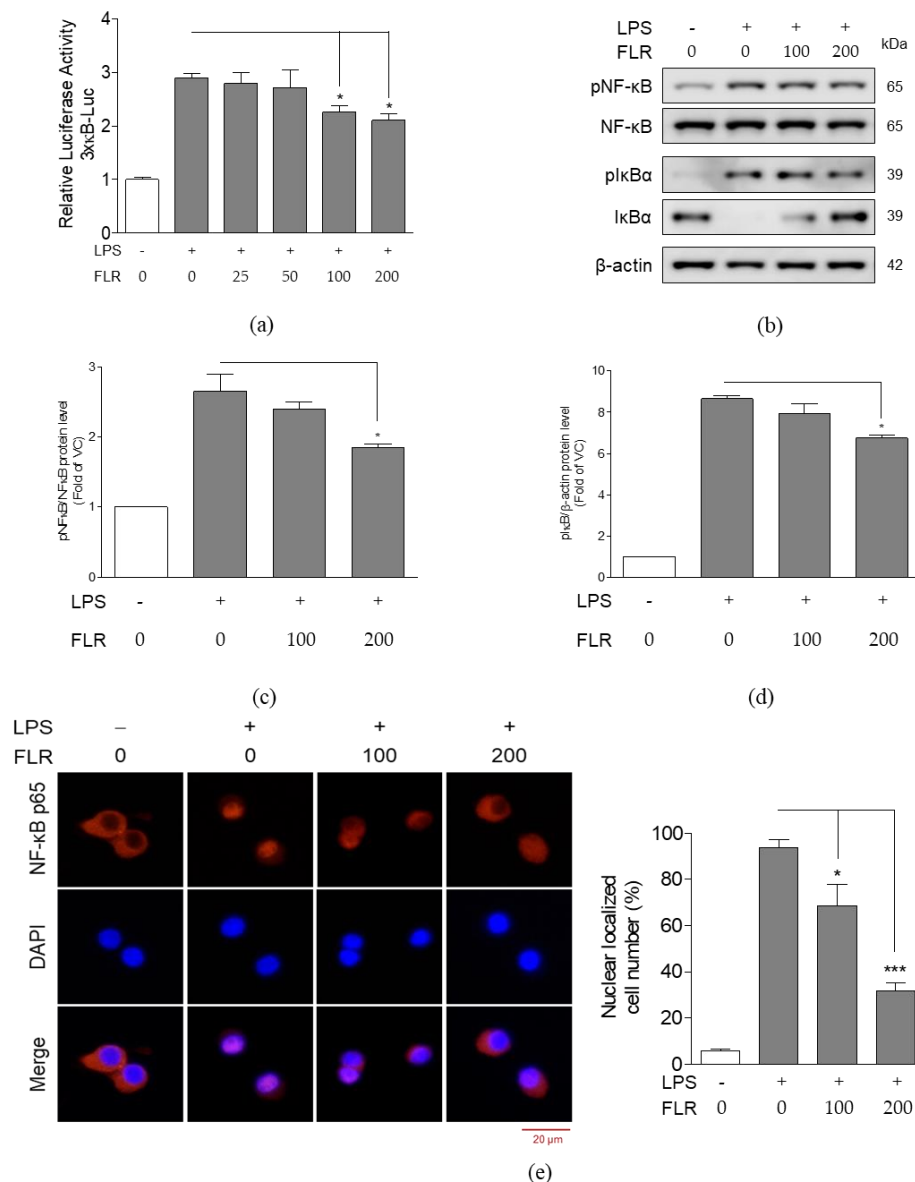 Relative Luciferase Activity
3xκB-Luc
4
3
2
1
0
* *
LPS - + + + + +
FLR 0 0 25 50 100 200
(a)
LPS - + + +
FLR 0 0 100 200 kDa
pNF-κB 65
NF-κB 65
pIκBα 39
IκBα 39
β-actin 42
(b)
pNFκB/NFκB protein level
(Fold of VC)
3
2
1
0
*
LPS - + + +
FLR 0 0 100 200
(c)
pIκB/β-actin protein level
(Fold of VC)
10
8
6
4
2
0
*
LPS - + + +
FLR 0 0 100 200
(d)
LPS – + + +
FLR 0 0 100 200
NF-κB p65
DAPI
Merge
20 μm
Nuclear localized
cell number (%)
100
80
60
40
20
0
*
***
LPS - + + +
FLR 0 0 100 200
(e)